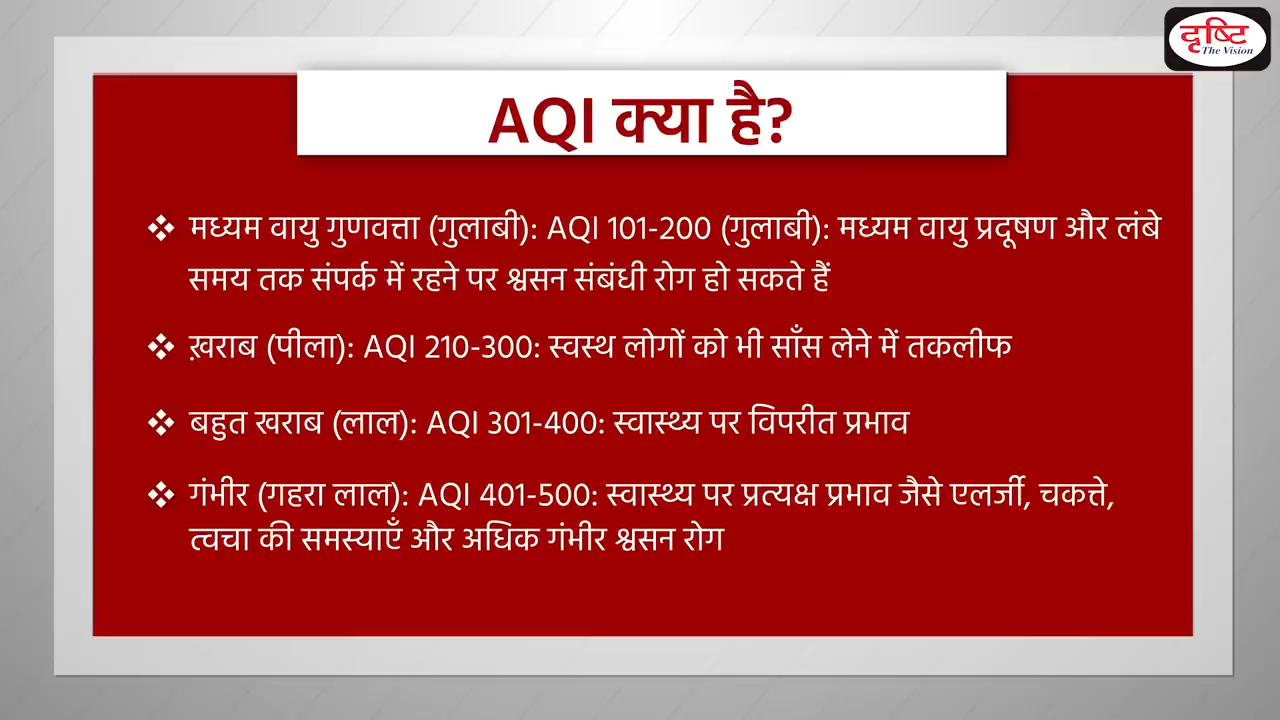 दृष्टि
The Vision
AQI क्या है?
❖ मध्यम वायु गुणवत्ता (गुलाबी): AQI 101-200 (गुलाबी): मध्यम वायु प्रदूषण और लंबे
समय तक संपर्क में रहने पर श्वसन संबंधी रोग हो सकते हैं
❖ ख़राब (पीला): AQI 210-300: स्वस्थ लोगों को भी साँस लेने में तकलीफ
❖ बहुत खराब (लाल): AQI 301-400: स्वास्थ्य पर विपरीत प्रभाव
❖ गंभीर (गहरा लाल): AQI 401-500: स्वास्थ्य पर प्रत्यक्ष प्रभाव जैसे एलर्जी, चकत्ते,
त्वचा की समस्याएँ और अधिक गंभीर श्वसन रोग